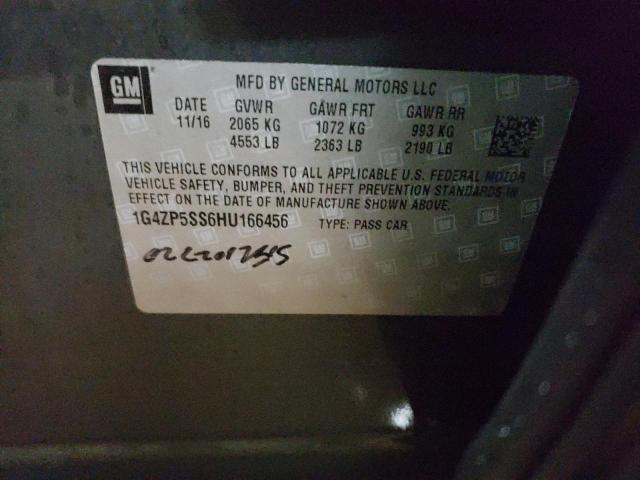 GM
MFD BY GENERAL MOTORS LLC
DATE GVWR GAWR FRT GAWR RR
11/16 2065 KG 1072 KG 993 KG
4553 LB 2363 LB 2190 LB
THIS VEHICLE CONFORMS TO ALL APPLICABLE U.S. FEDERAL MOTOR
VEHICLE SAFETY, BUMPER, AND THEFT PREVENTION STANDARDS IN
EFFECT ON THE DATE OF MANUFACTURE SHOWN ABOVE.
1G4ZP5SS6HU166456 TYPE: PASS CAR